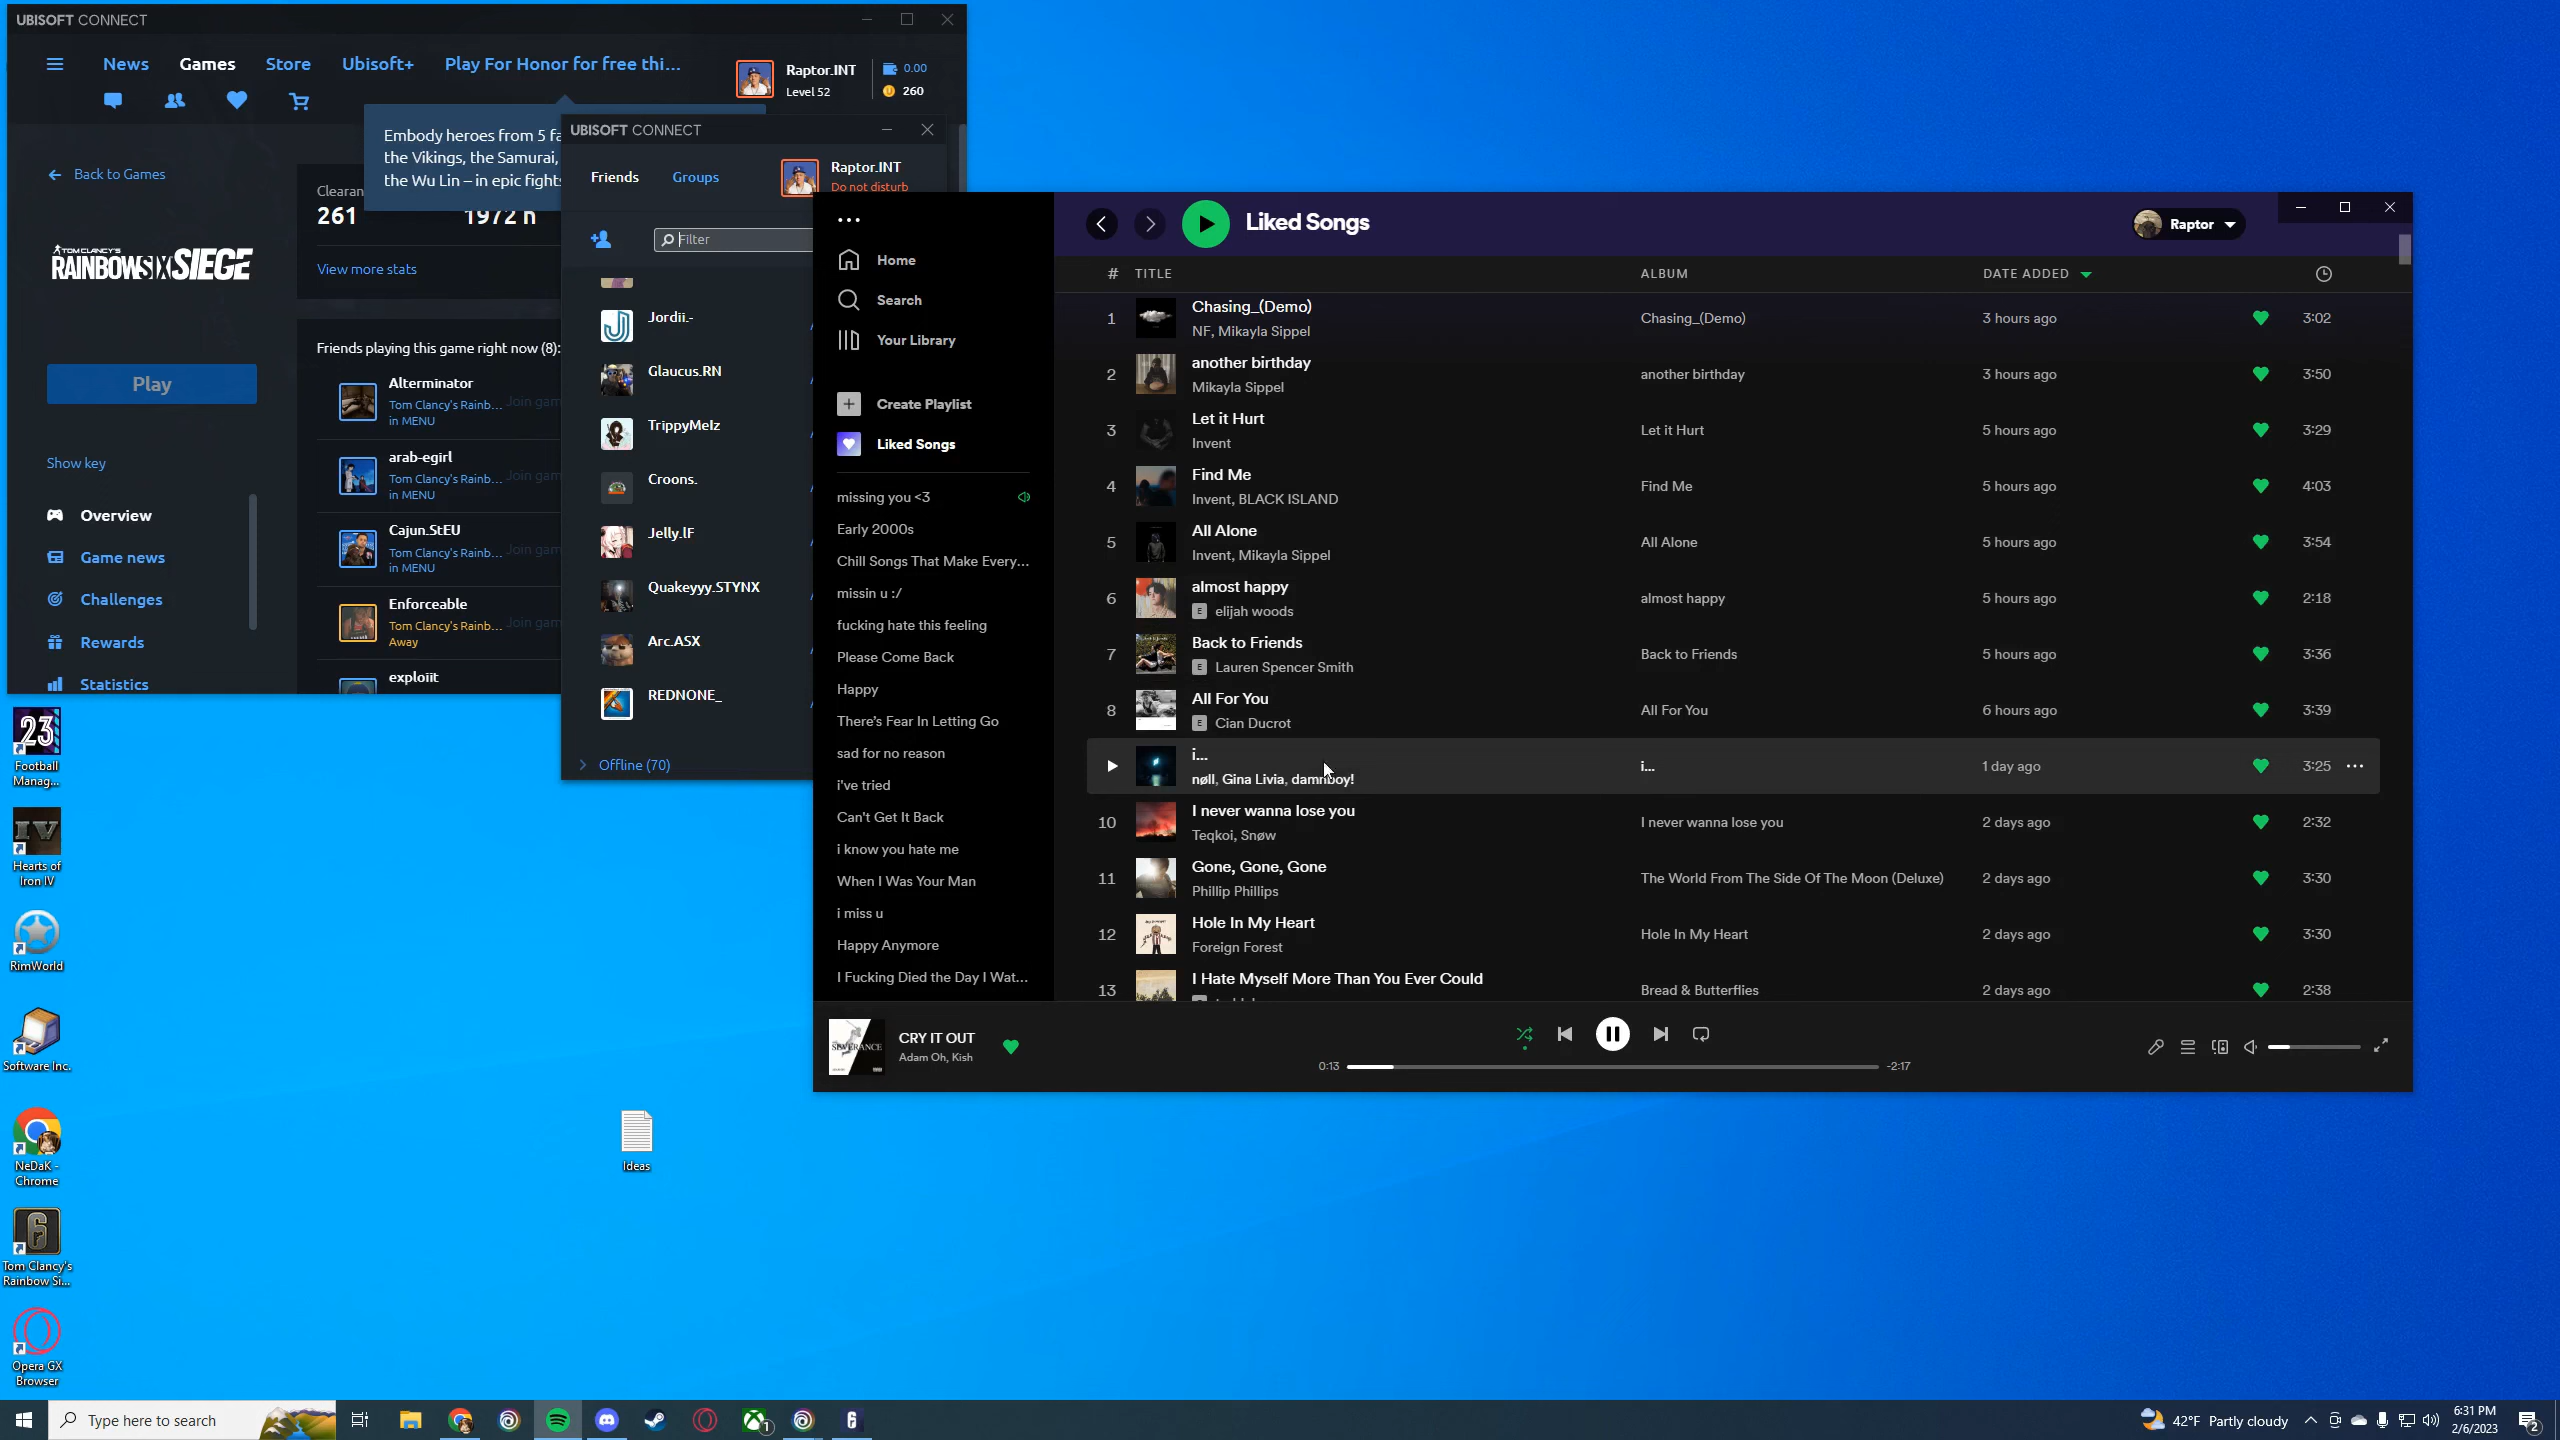 UBISOFT CONNECT
News
Games
Store
Ubisoft+
Play For Honor for free thi...
Raptor.INT
Level 52
0.00
260
Embody heroes from 5 fa
the Vikings, the Samurai,
the Wu Lin – in epic fights
Back to Games
TOM CLANCY'S
RAINBOWSIXSIEGE
Play
Show key
Overview
Game news
Challenges
Rewards
Statistics
Clearan
261
1972 h
View more stats
Friends playing this game right now (8):
Alterminator
Tom Clancy's Rainb...
Join gam
in MENU
arab-egirl
Tom Clancy's Rainb...
Join gam
in MENU
Cajun.StEU
Tom Clancy's Rainb...
Join gam
in MENU
Enforceable
Tom Clancy's Rainb...
Join gam
Away
exploiit
UBISOFT CONNECT
Friends
Groups
Raptor.INT
Do not disturb
Filter
Jordii.-
Glaucus.RN
TrippyMelz
Croons.
Jelly.lF
Quakeyyy.STYNX
Arc.ASX
REDNONE_
Offline (70)
Home
Search
Your Library
Create Playlist
Liked Songs
missing you <3
Early 2000s
Chill Songs That Make Every...
missin u :/
fucking hate this feeling
Please Come Back
Happy
There's Fear In Letting Go
sad for no reason
i've tried
Can't Get It Back
i know you hate me
When I Was Your Man
i miss u
Happy Anymore
I Fucking Died the Day I Wat...
Liked Songs
Raptor
# TITLE ALBUM DATE ADDED
1 Chasing_(Demo) Chasing_(Demo) 3 hours ago 3:02
NF, Mikayla Sippel
2 another birthday another birthday 3 hours ago 3:50
Mikayla Sippel
3 Let it Hurt Let it Hurt 5 hours ago 3:29
Invent
4 Find Me Find Me 5 hours ago 4:03
Invent, BLACK ISLAND
5 All Alone All Alone 5 hours ago 3:54
Invent, Mikayla Sippel
6 almost happy almost happy 5 hours ago 2:18
E elijah woods
7 Back to Friends Back to Friends 5 hours ago 3:36
E Lauren Spencer Smith
8 All For You All For You 6 hours ago 3:39
E Cian Ducrot
i... i... 1 day ago 3:25
nøll, Gina Livia, damnboy!
10 I never wanna lose you I never wanna lose you 2 days ago 2:32
Teqkoi, Snøw
11 Gone, Gone, Gone The World From The Side Of The Moon (Deluxe) 2 days ago 3:30
Phillip Phillips
12 Hole In My Heart Hole In My Heart 2 days ago 3:30
Foreign Forest
13 I Hate Myself More Than You Ever Could Bread & Butterflies 2 days ago 2:38
SEVERANCE
CRY IT OUT
Adam Oh, Kish
0:13
-2:17
23
Football
Manag...
IV
Hearts of
Iron IV
RimWorld
Software Inc.
NeDaK -
Chrome
6
Tom Clancy's
Rainbow Si...
Opera GX
Browser
Ideas
Type here to search
1
6
42°F Partly cloudy
6:31 PM
2/6/2023
2